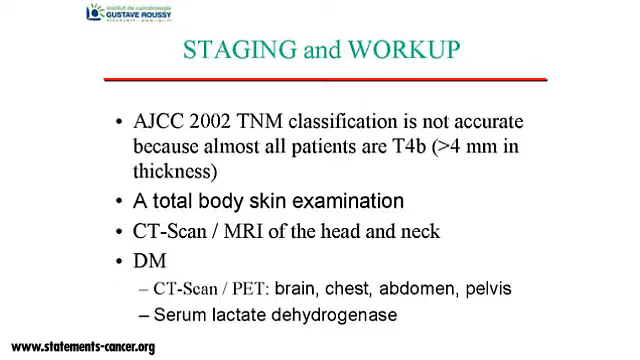 institut de cancérologie
GUSTAVE ROUSSY
STAGING and WORKUP
• AJCC 2002 TNM classification is not accurate
because almost all patients are T4b (>4 mm in
thickness)
• A total body skin examination
• CT-Scan / MRI of the head and neck
• DM
– CT-Scan / PET: brain, chest, abdomen, pelvis
– Serum lactate dehydrogenase
www.statements-cancer.org